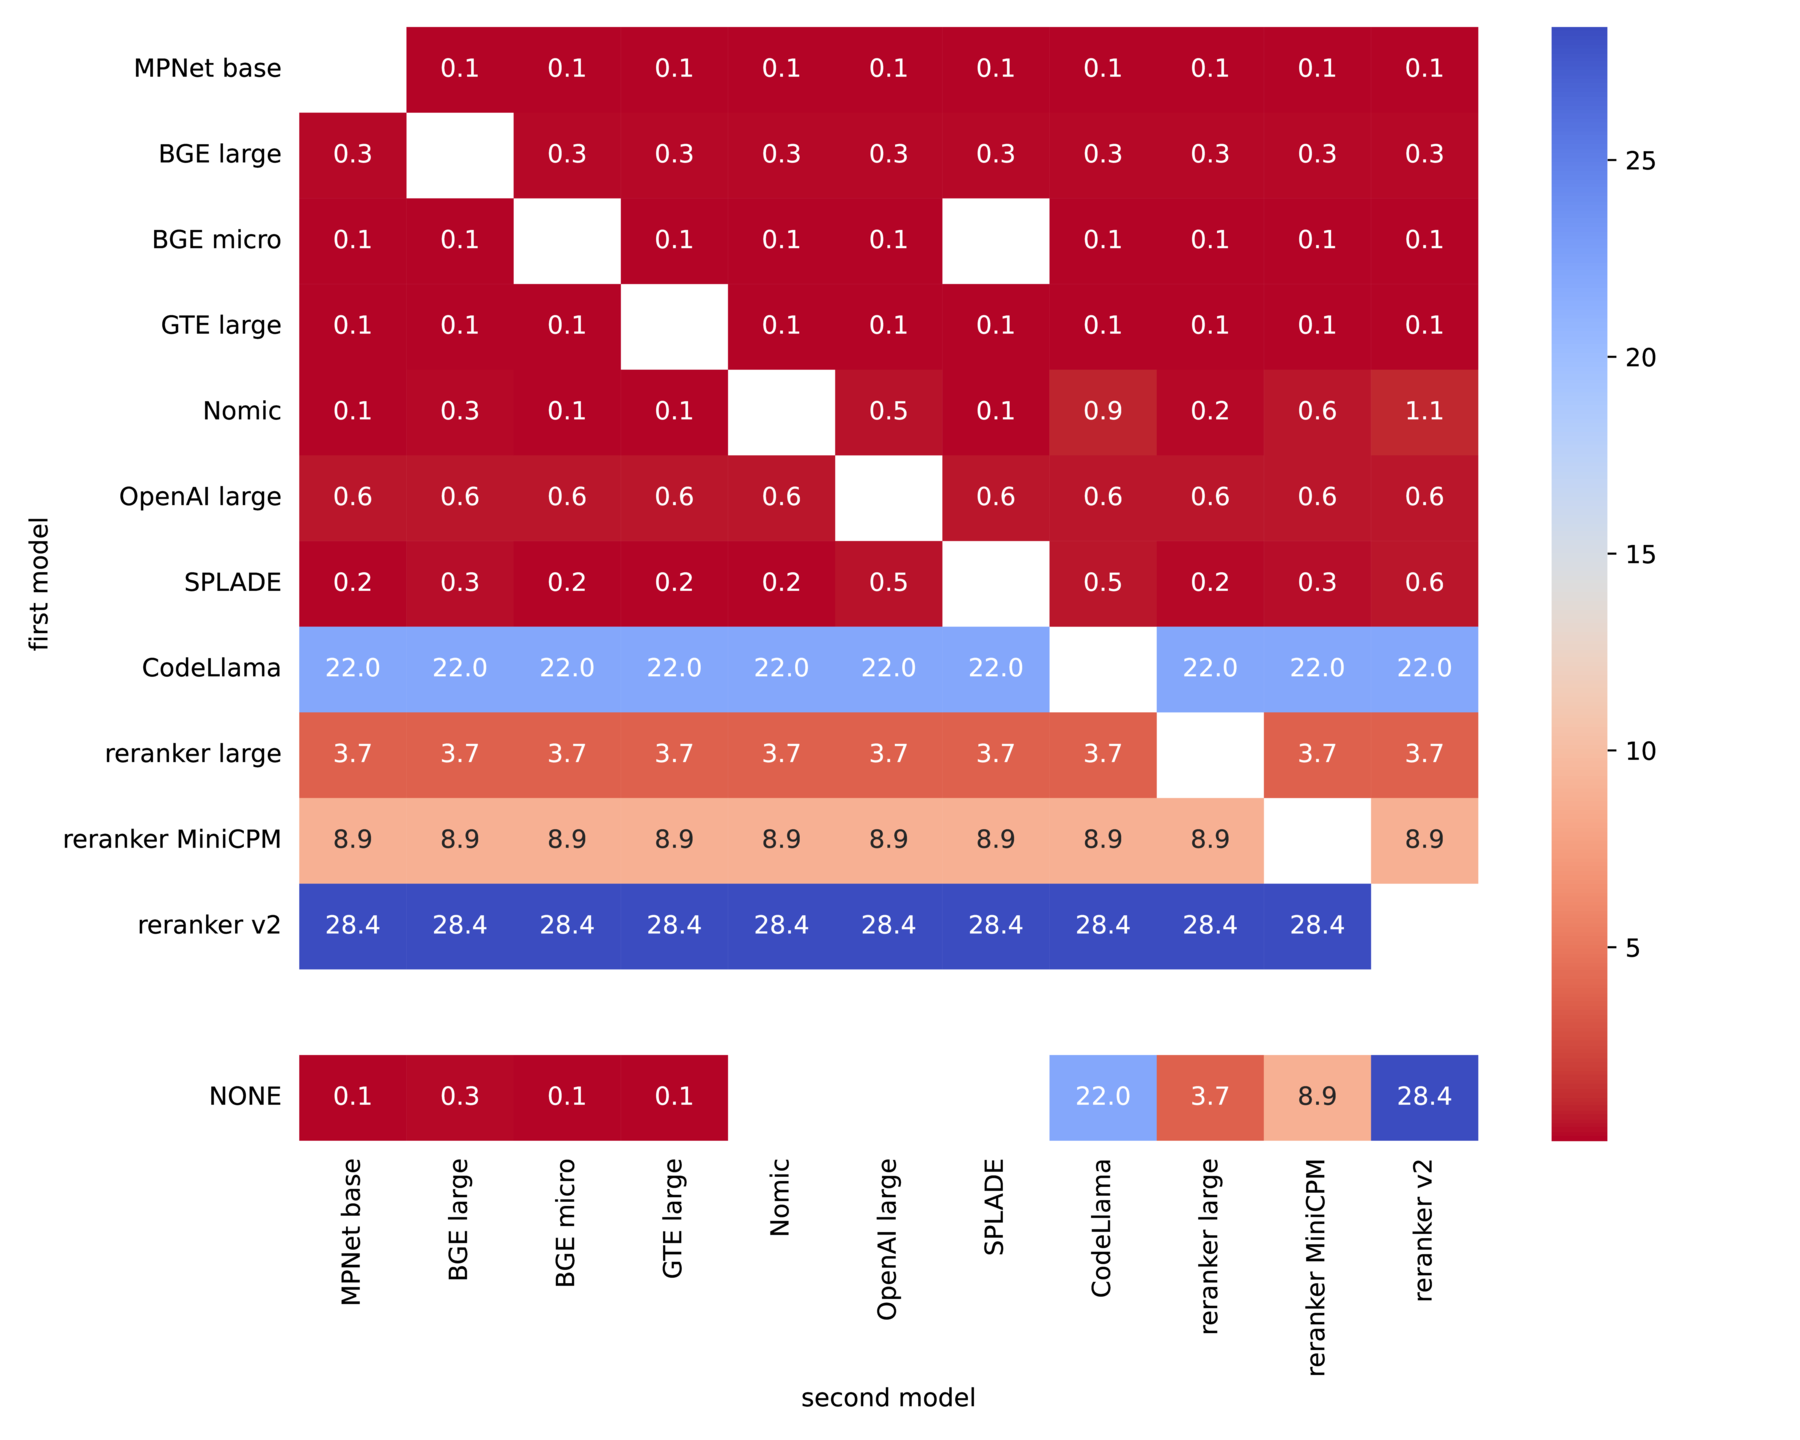 MPNet base 0.1 0.1 0.1 0.1 0.1 0.1 0.1 0.1 0.1 0.1
BGE large 0.3 0.3 0.3 0.3 0.3 0.3 0.3 0.3 0.3 0.3
BGE micro 0.1 0.1 0.1 0.1 0.1 0.1 0.1 0.1 0.1
GTE large 0.1 0.1 0.1 0.1 0.1 0.1 0.1 0.1 0.1 0.1
Nomic 0.1 0.3 0.1 0.1 0.5 0.1 0.9 0.2 0.6 1.1
OpenAI large 0.6 0.6 0.6 0.6 0.6 0.6 0.6 0.6 0.6 0.6
SPLADE 0.2 0.3 0.2 0.2 0.2 0.5 0.5 0.2 0.3 0.6
CodeLlama 22.0 22.0 22.0 22.0 22.0 22.0 22.0 22.0 22.0 22.0
reranker large 3.7 3.7 3.7 3.7 3.7 3.7 3.7 3.7 3.7 3.7
reranker MiniCPM 8.9 8.9 8.9 8.9 8.9 8.9 8.9 8.9 8.9 8.9
reranker v2 28.4 28.4 28.4 28.4 28.4 28.4 28.4 28.4 28.4 28.4
NONE 0.1 0.3 0.1 0.1 22.0 3.7 8.9 28.4
first model
MPNet base
BGE large
BGE micro
GTE large
Nomic
OpenAI large
SPLADE
CodeLlama
reranker large
reranker MiniCPM
reranker v2
second model
25
20
15
10
5